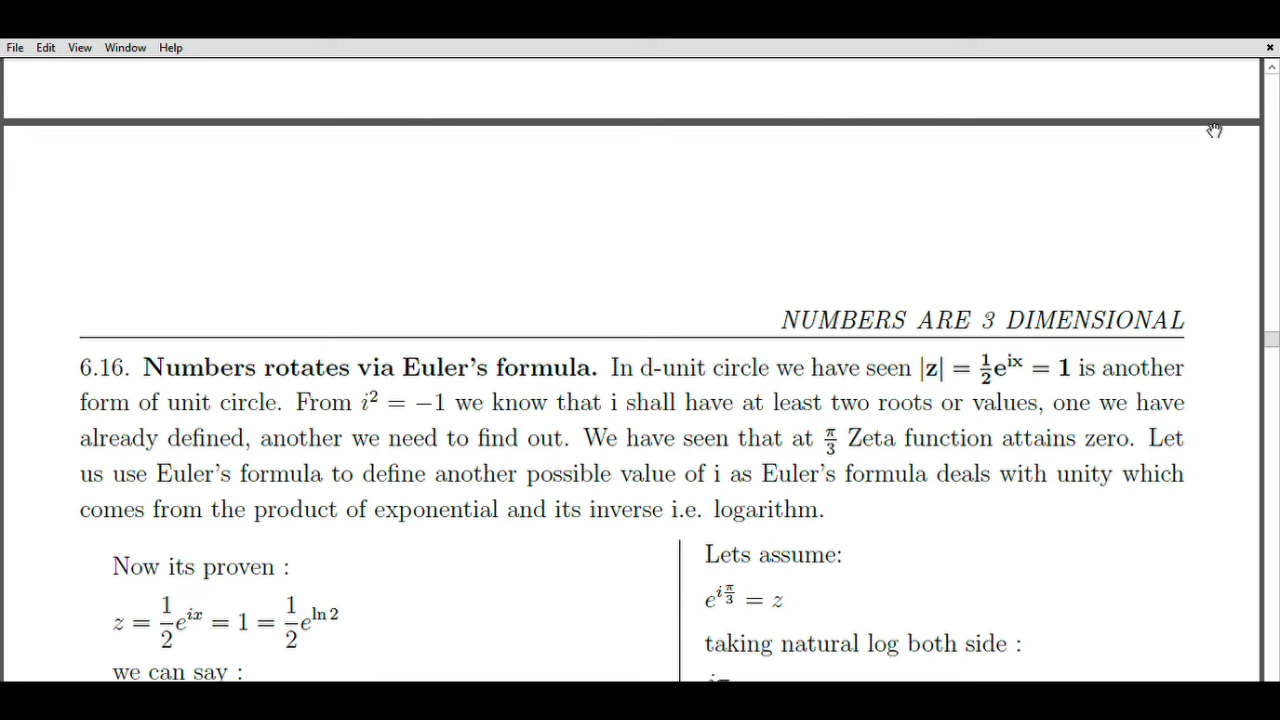 File Edit View Window Help
NUMBERS ARE 3 DIMENSIONAL
6.16. Numbers rotates via Euler's formula. In d-unit circle we have seen |z| = 1/2 e^{ix} = 1 is another
form of unit circle. From i² = −1 we know that i shall have at least two roots or values, one we have
already defined, another we need to find out. We have seen that at π/3 Zeta function attains zero. Let
us use Euler's formula to define another possible value of i as Euler's formula deals with unity which
comes from the product of exponential and its inverse i.e. logarithm.
Now its proven :
z = 1/2 e^{ix} = 1 = 1/2 e^{ln 2}
we can say :
Lets assume:
e^{iπ/3} = z
taking natural log both side :